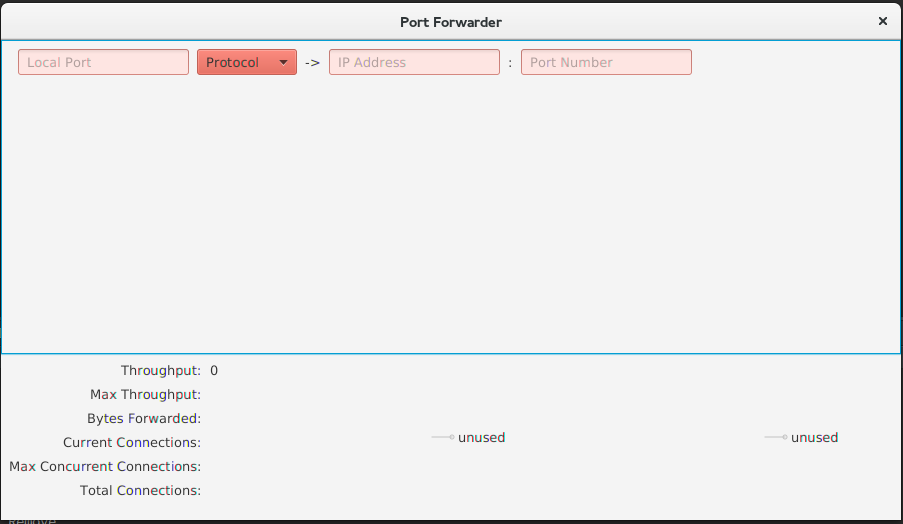 Port Forwarder ×
Local Port Protocol -> IP Address : Port Number
Throughput: 0
Max Throughput:
Bytes Forwarded:
Current Connections:
unused unused
Max Concurrent Connections:
Total Connections:
Remove